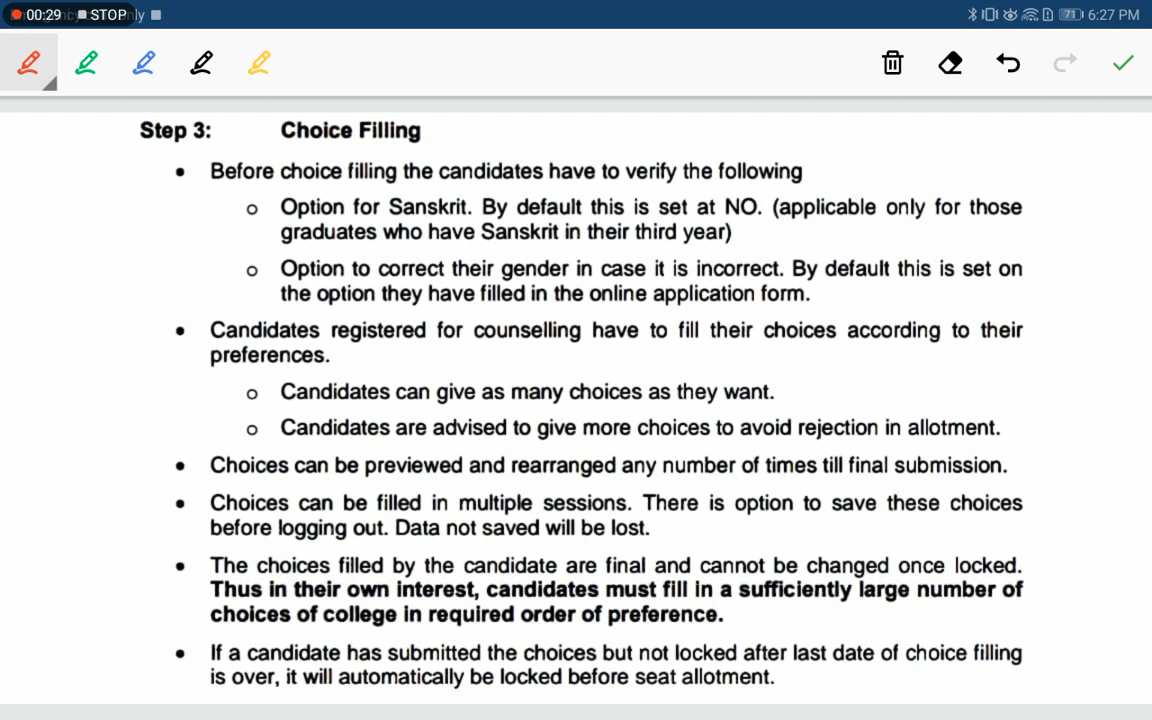 00:29 STOP ly
71 6:27 PM
Step 3: Choice Filling
• Before choice filling the candidates have to verify the following
o Option for Sanskrit. By default this is set at NO. (applicable only for those
graduates who have Sanskrit in their third year)
o Option to correct their gender in case it is incorrect. By default this is set on
the option they have filled in the online application form.
• Candidates registered for counselling have to fill their choices according to their
preferences.
o Candidates can give as many choices as they want.
o Candidates are advised to give more choices to avoid rejection in allotment.
• Choices can be previewed and rearranged any number of times till final submission.
• Choices can be filled in multiple sessions. There is option to save these choices
before logging out. Data not saved will be lost.
• The choices filled by the candidate are final and cannot be changed once locked.
Thus in their own interest, candidates must fill in a sufficiently large number of
choices of college in required order of preference.
• If a candidate has submitted the choices but not locked after last date of choice filling
is over, it will automatically be locked before seat allotment.